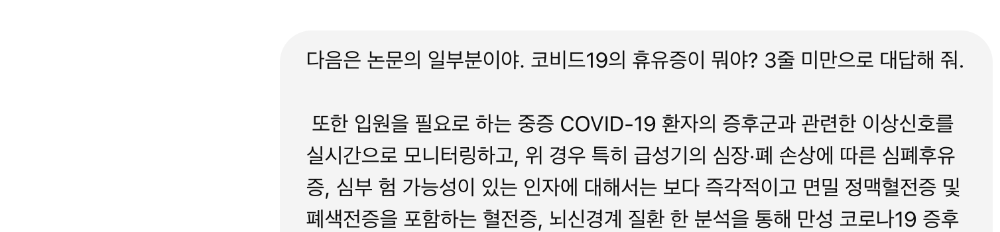 다음은 논문의 일부분이야. 코비드19의 휴유증이 뭐야? 3줄 미만으로 대답해 줘.
또한 입원을 필요로 하는 중증 COVID-19 환자의 증후군과 관련한 이상신호를
실시간으로 모니터링하고, 위 경우 특히 급성기의 심장·폐 손상에 따른 심폐후유
증, 심부 험 가능성이 있는 인자에 대해서는 보다 즉각적이고 면밀 정맥혈전증 및
폐색전증을 포함하는 혈전증, 뇌신경계 질환 한 분석을 통해 만성 코로나19 증후